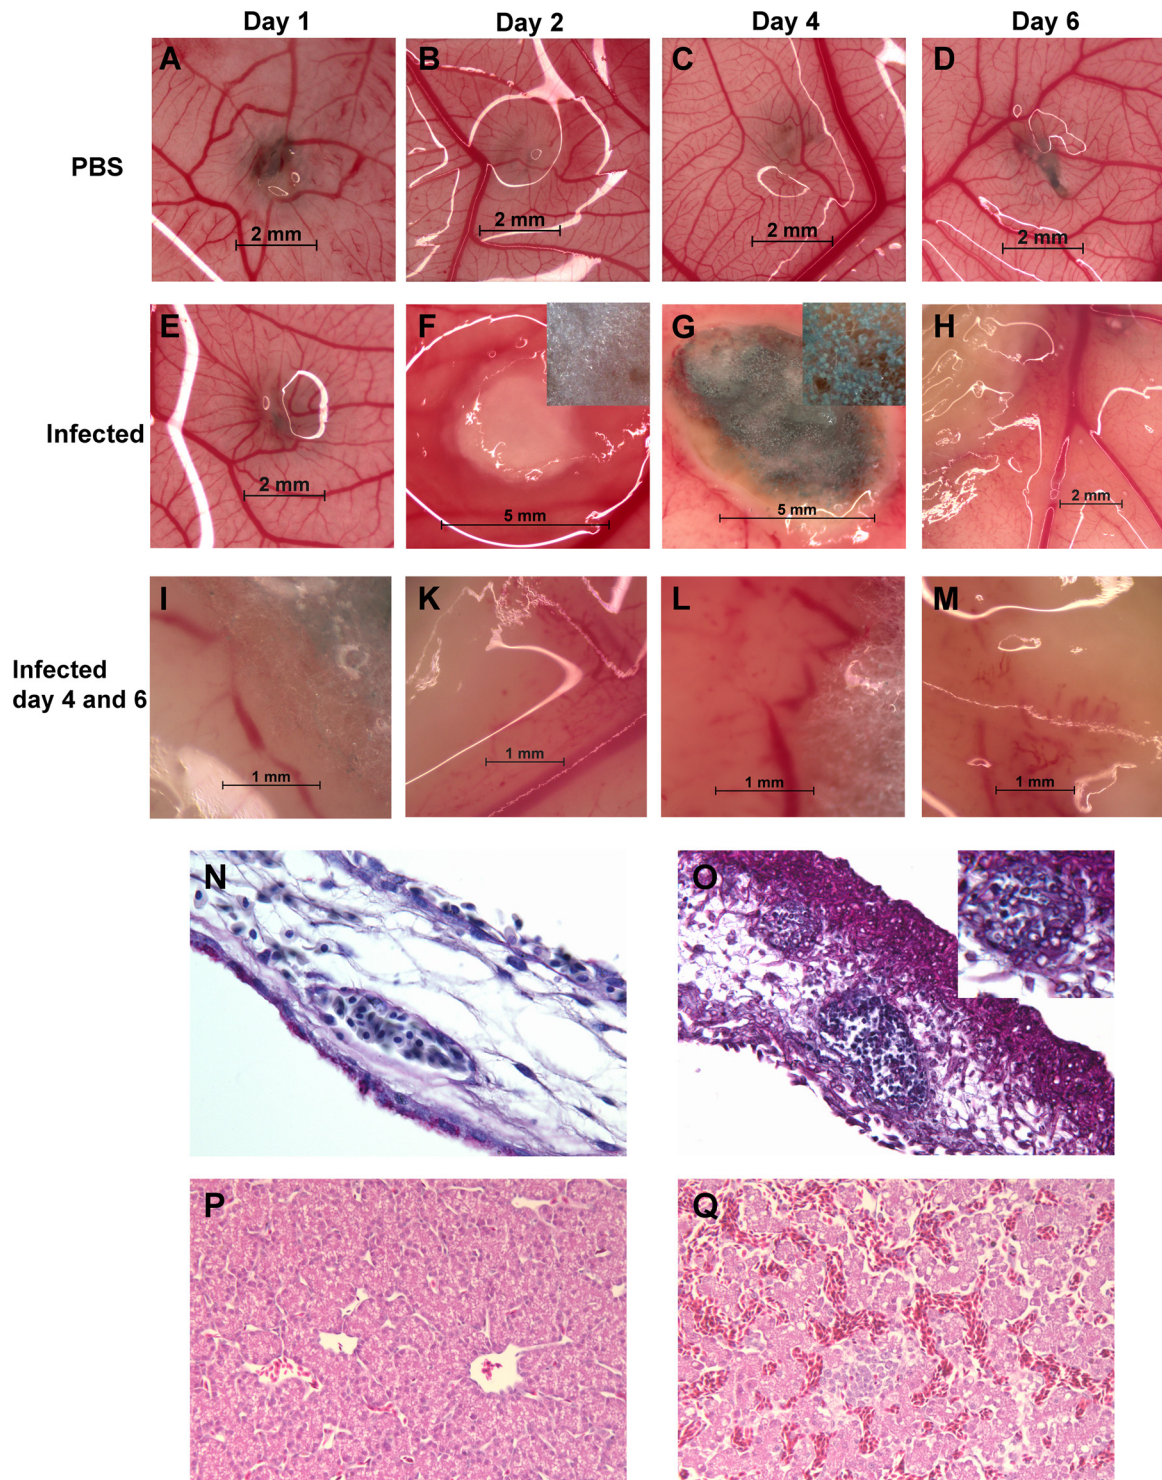 Day 1
Day 2
Day 4
Day 6
PBS
A
2 mm
B
2 mm
C
2 mm
D
2 mm
Infected
E
2 mm
F
5 mm
G
5 mm
H
2 mm
Infected
day 4 and 6
I
1 mm
K
1 mm
L
1 mm
M
1 mm
N
O
P
Q